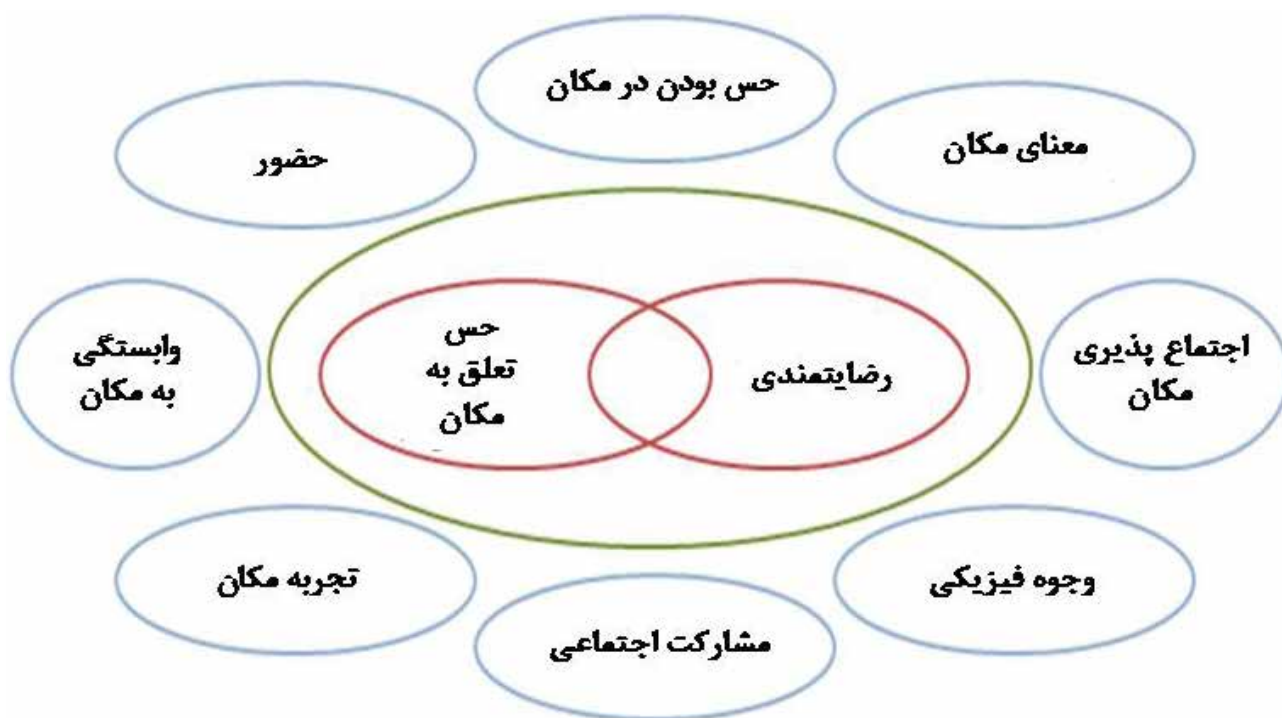 حس بودن در مکان
معنای مکان
حضور
اجتماع پذیری
مکان
رضایتمندی
حس
تعلق به
مکان
وابستگی
به مکان
وجوه فیزیکی
تجربه مکان
مشارکت اجتماعی